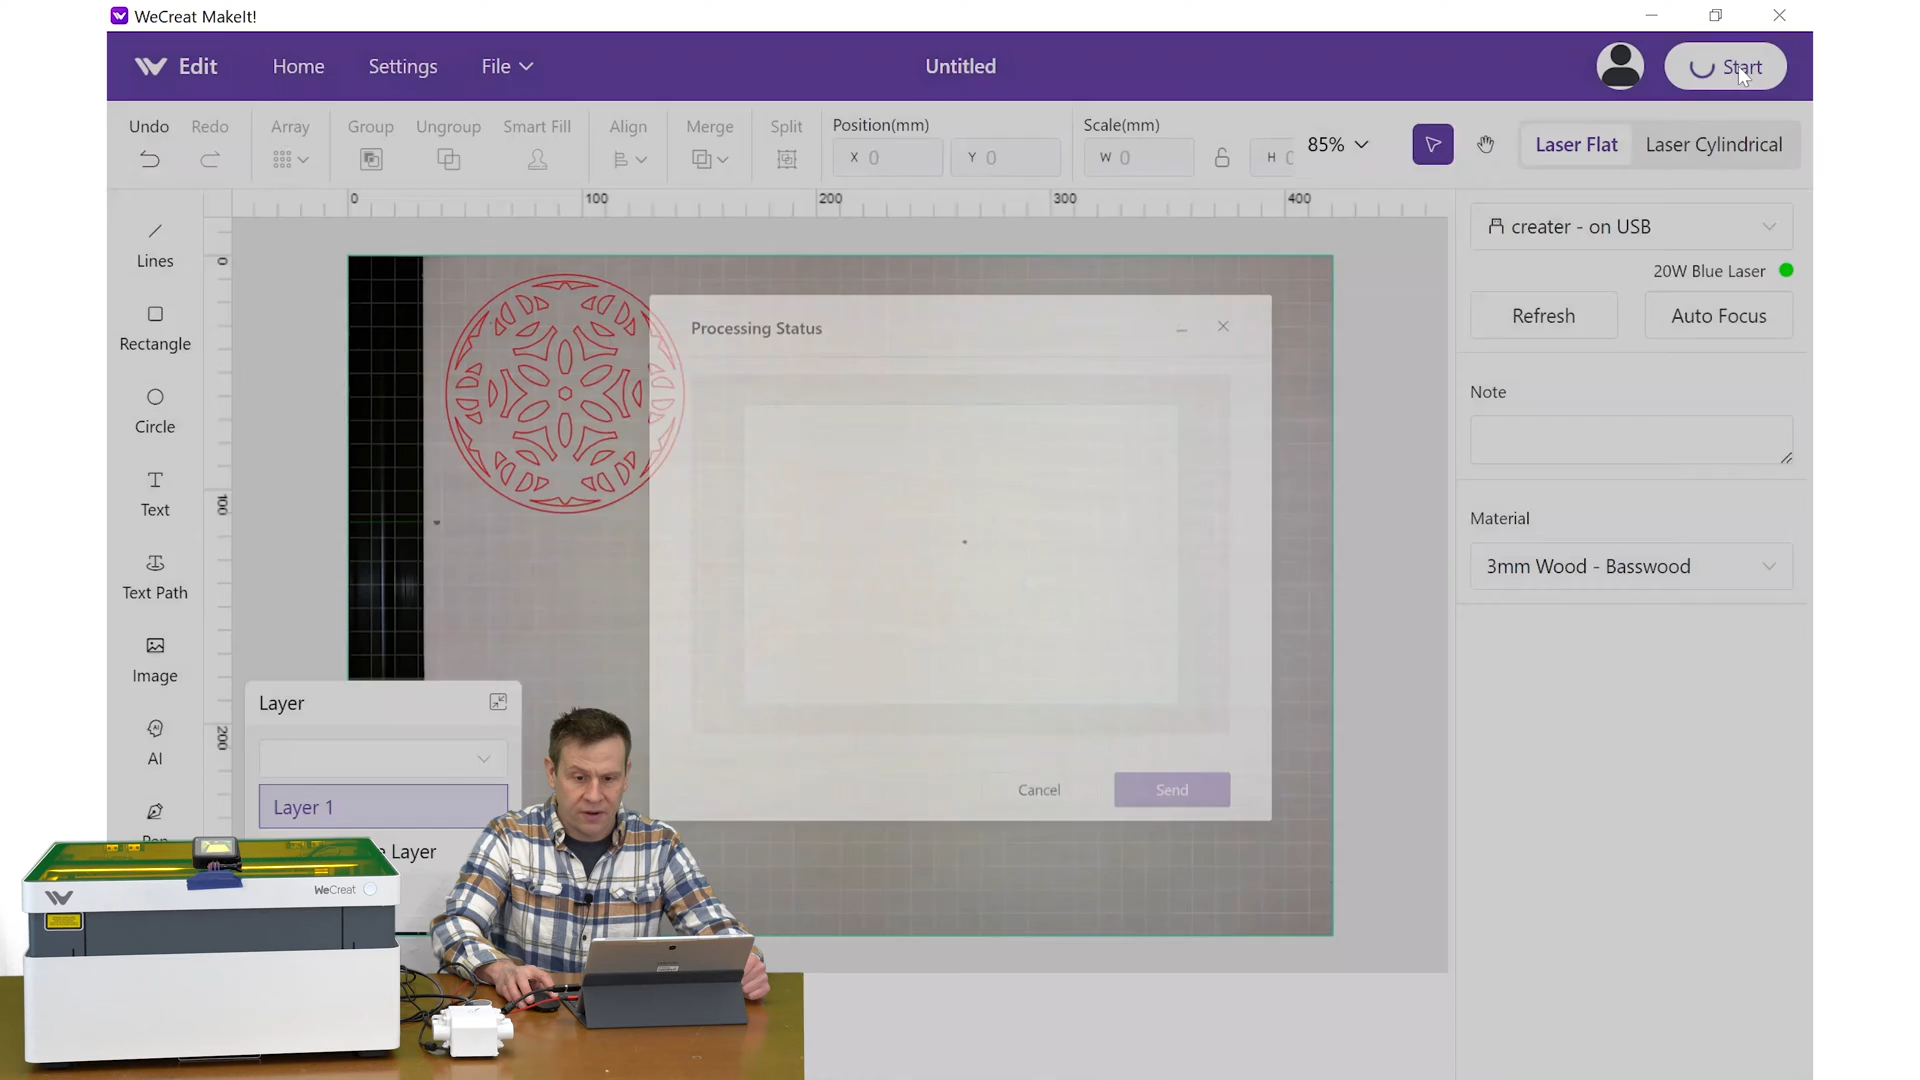 WeCreat MakeIt!
Edit Home Settings File Untitled Start
Undo Redo Array Group Ungroup Smart Fill Align Merge Split Position(mm) Scale(mm)
X 0 Y 0 W 0 H 85% Laser Flat Laser Cylindrical
0 100 200 300 400
0
100
200
Lines
Rectangle
Circle
Text
Text Path
Image
AI
Processing Status
Cancel Send
Layer
Layer 1
Layer
creater - on USB
20W Blue Laser
Refresh Auto Focus
Note
Material
3mm Wood - Basswood
WeCreat